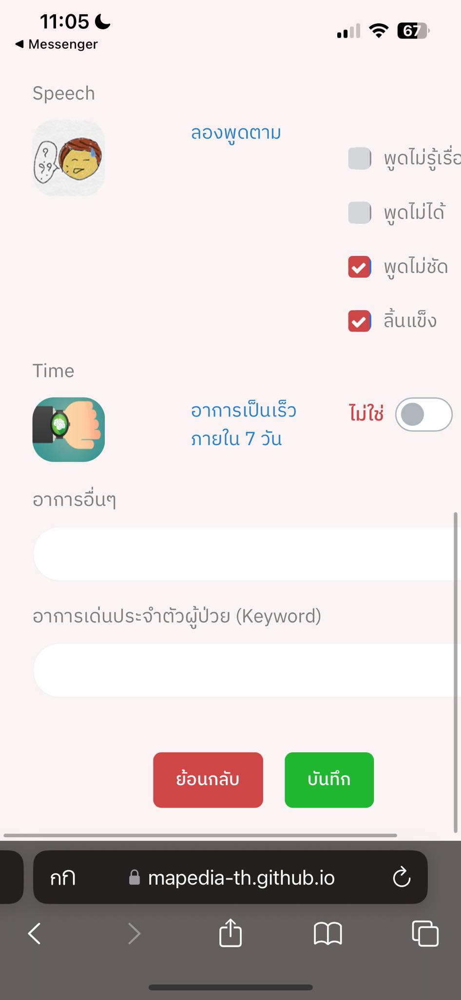 11:05
67
Messenger
Speech
ลองพูดตาม
พูดไม่รู้เรื่อ
พูดไม่ได้
พูดไม่ชัด
ลิ้นแข็ง
Time
อาการเป็นเร็ว
ภายใน 7 วัน
ไม่ใช่
อาการอื่นๆ
อาการเด่นประจำตัวผู้ป่วย (Keyword)
ย้อนกลับ
บันทึก
กก
mapedia-th.github.io